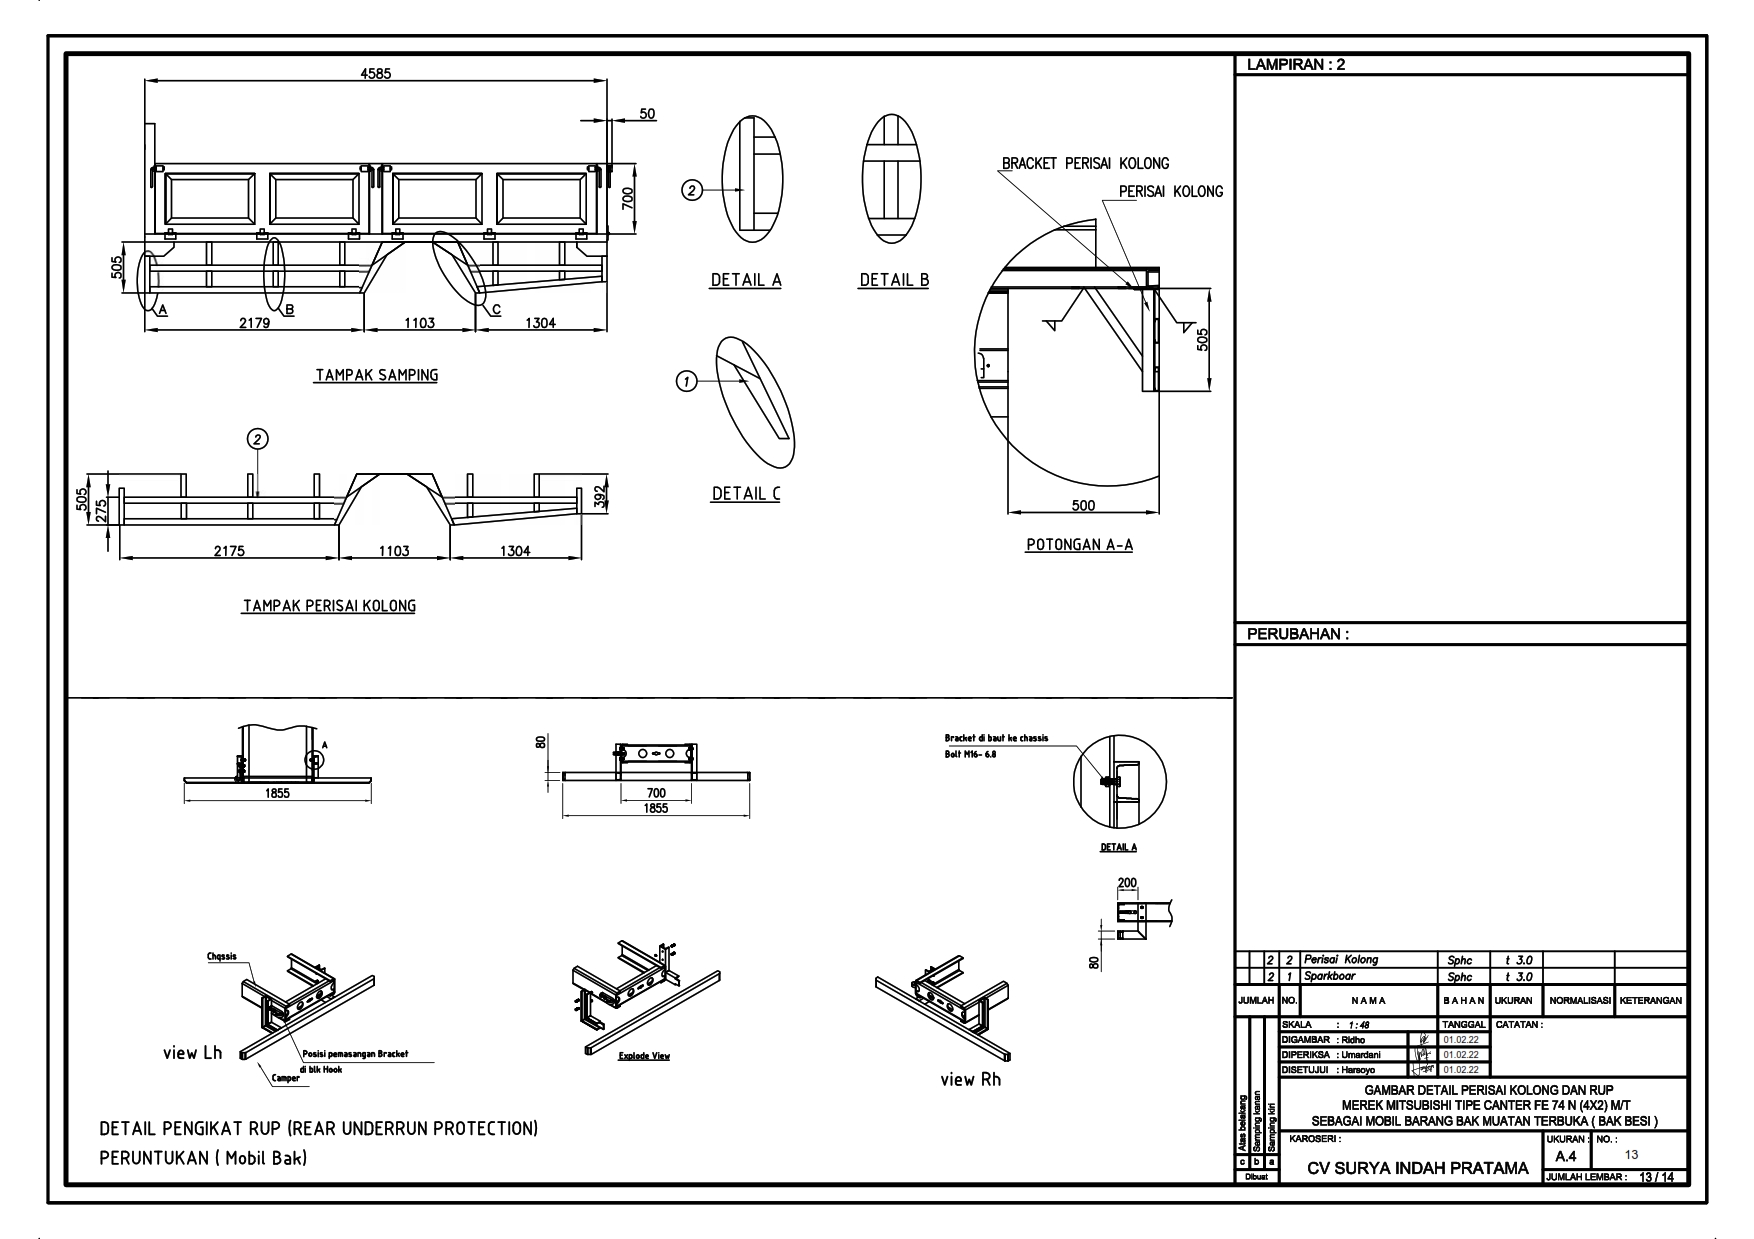 LAMPIRAN : 2
4585
50
700
505
A
B
C
2179
1103
1304
TAMPAK SAMPING
2
DETAIL A
DETAIL B
1
DETAIL C
BRACKET PERISAI KOLONG
PERISAI KOLONG
505
500
POTONGAN A-A
2
505
275
392
2175
1103
1304
TAMPAK PERISAI KOLONG
PERUBAHAN :
A
1855
80
700
1855
Bracket di baut ke chassis
Bolt M16- 6.8
DETAIL A
200
80
Chqssis
view Lh
Posisi pemasangan Bracket
di blk Hook
Camper
Explode View
view Rh
DETAIL PENGIKAT RUP (REAR UNDERRUN PROTECTION)
PERUNTUKAN ( Mobil Bak)
2 2 Perisai Kolong Sphc t 3.0
2 1 Sparkboar Sphc t 3.0
JUMLAH NO. N A M A B A H A N UKURAN NORMALISASI KETERANGAN
SKALA : 1 : 48 TANGGAL CATATAN :
DIGAMBAR : Ridho 01.02.22
DIPERIKSA : Umardani 01.02.22
DISETUJUI : Harsoyo 01.02.22
GAMBAR DETAIL PERISAI KOLONG DAN RUP
MEREK MITSUBISHI TIPE CANTER FE 74 N (4X2) M/T
SEBAGAI MOBIL BARANG BAK MUATAN TERBUKA ( BAK BESI )
Atas belakang
Samping kanan
Samping kiri
c b a
Dibuat
KAROSERI :
CV SURYA INDAH PRATAMA
UKURAN : NO. :
A.4 13
JUMLAH LEMBAR : 13 / 14